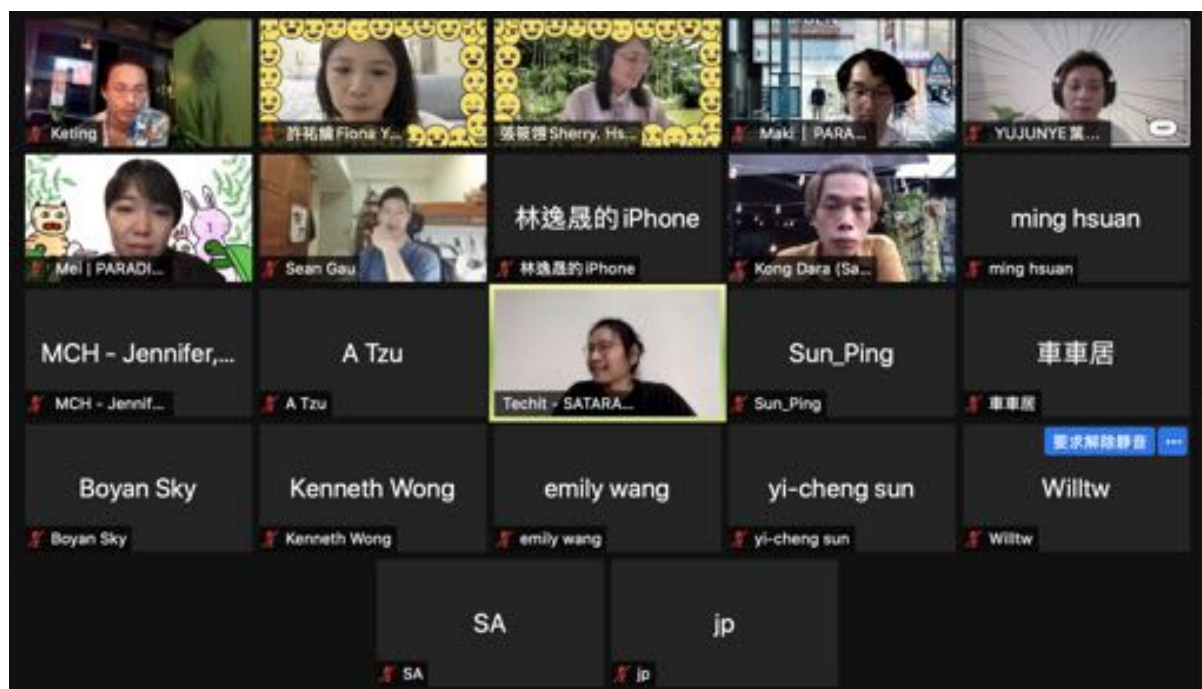 Keting
許祐綸 Fiona Y...
張筱翎 Sherry. Hs...
Maki | PARA...
YUJUNYE 葉...
Mei | PARADI...
Sean Gau
林逸晟的 iPhone
林逸晟的 iPhone
Kong Dara (Sa...
ming hsuan
ming hsuan
MCH - Jennifer,...
MCH - Jennif...
A Tzu
A Tzu
Techit - SATARA...
Sun_Ping
Sun_Ping
車車居
車車居
Boyan Sky
Boyan Sky
Kenneth Wong
Kenneth Wong
emily wang
emily wang
yi-cheng sun
yi-cheng sun
要求解除靜音 ...
Willtw
Willtw
SA
SA
jp
jp